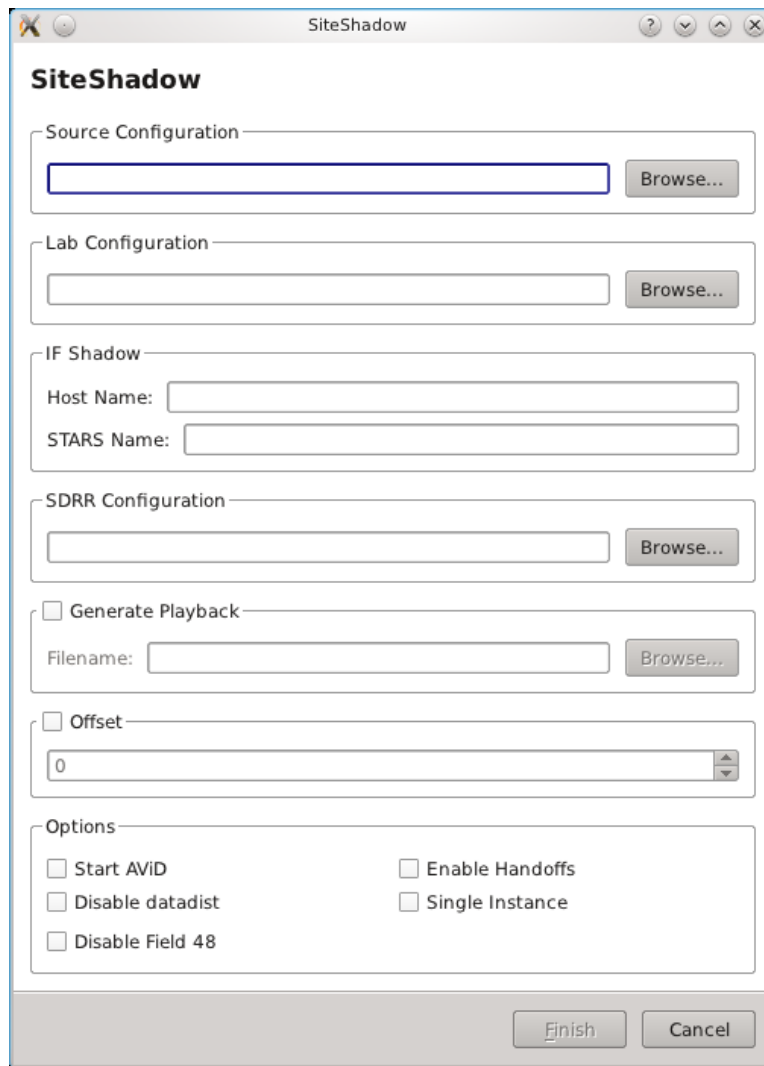 SiteShadow
SiteShadow
Source Configuration
Browse...
Lab Configuration
Browse...
IF Shadow
Host Name:
STARS Name:
SDRR Configuration
Browse...
Generate Playback
Filename: Browse...
Offset
0
Options
Start AViD Enable Handoffs
Disable datadist Single Instance
Disable Field 48
Finish Cancel